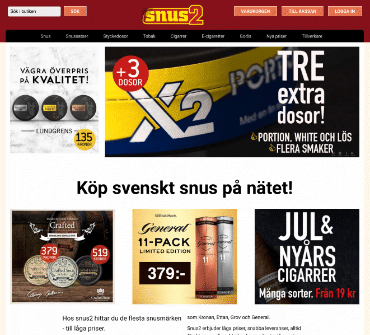 Sök i butiken
SÖK
snus2
VARUKORGEN
TILL KASSAN
LOGGA IN
Snus
Snussatser
Styckedosor
Tobak
Cigarrer
E-cigaretter
Godis
Nya priser
Tillverkare
VÄGRA ÖVERPRIS
PÅ KVALITET!
LUNDGRENS
135
+3
DOSOR
X2
TRE
extra
dosor!
PORTION, WHITE OCH LÖS
FLERA SMAKER
Köp svenskt snus på nätet!
Crafted
379
519
General
11-PACK
LIMITED EDITION
379:-
JUL &
NYÅRS
CIGARRER
Många sorter. Från 19 kr
Hos snus2 hittar du de flesta snusmärken
- till låga priser.
som Kronan, Ettan, Grov och General.
Snus2 erbjuder låga priser, snabba leveranser, alltid